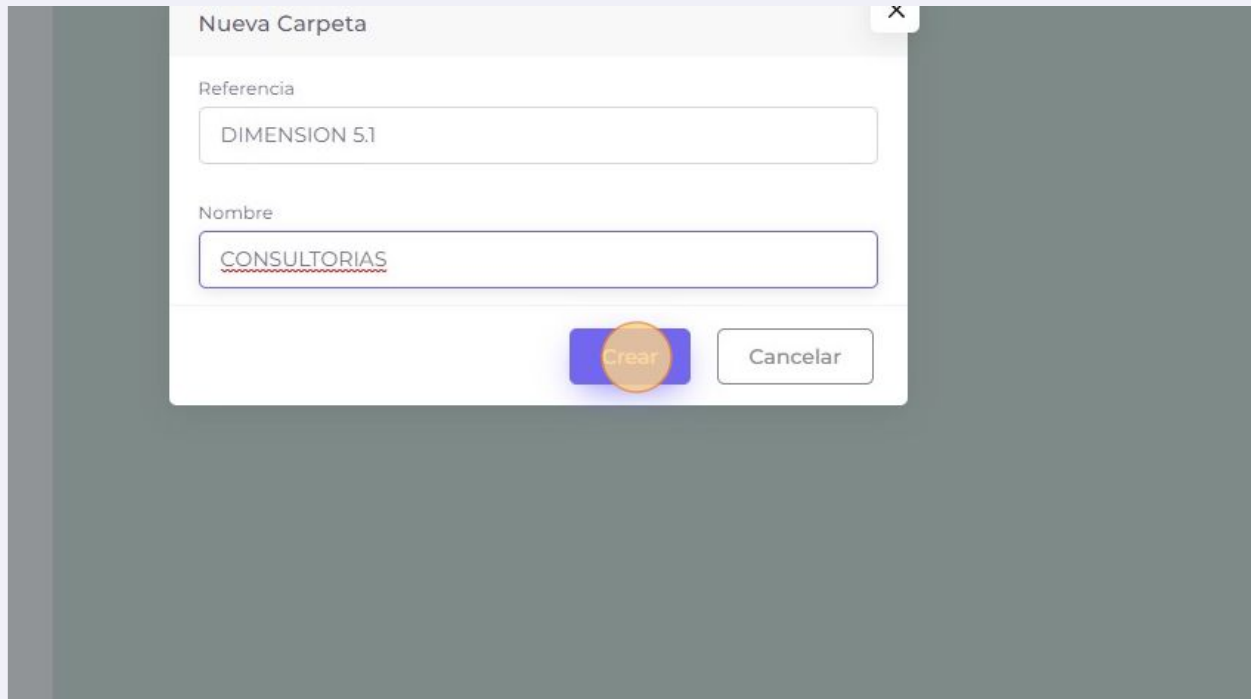 Nueva Carpeta
Referencia
DIMENSION 5.1
Nombre
CONSULTORIAS
Crear Cancelar